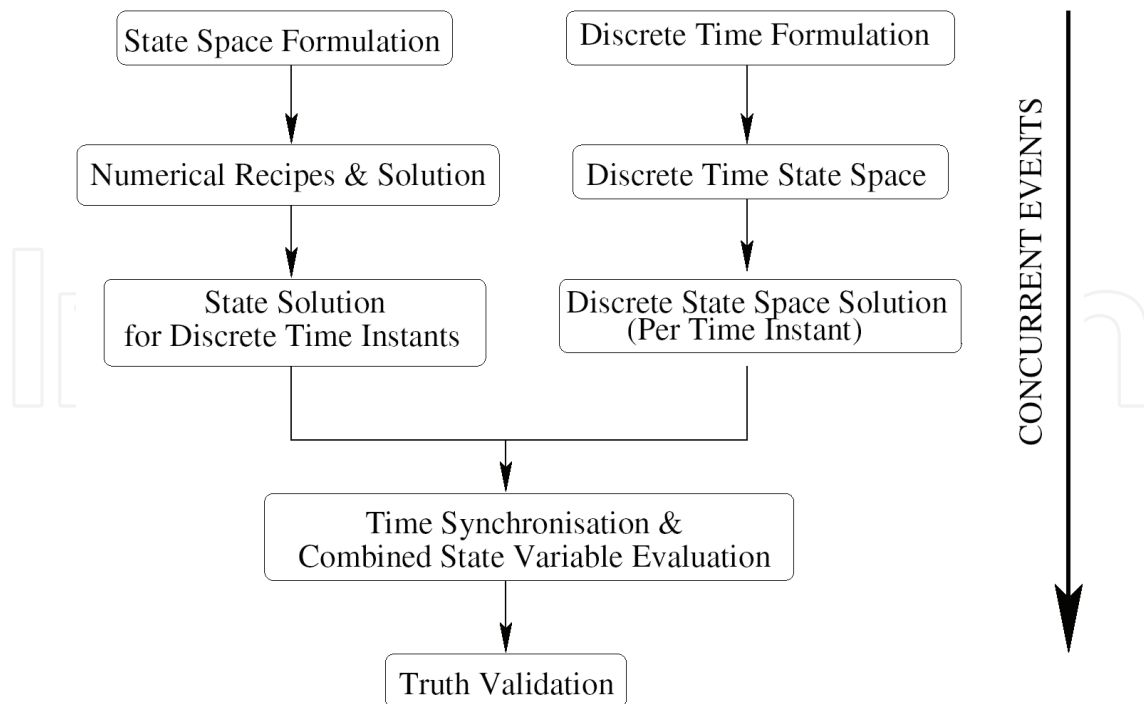 State Space Formulation
Discrete Time Formulation
Numerical Recipes & Solution
Discrete Time State Space
State Solution
for Discrete Time Instants
Discrete State Space Solution
(Per Time Instant)
Time Synchronisation &
Combined State Variable Evaluation
Truth Validation
CONCURRENT EVENTS